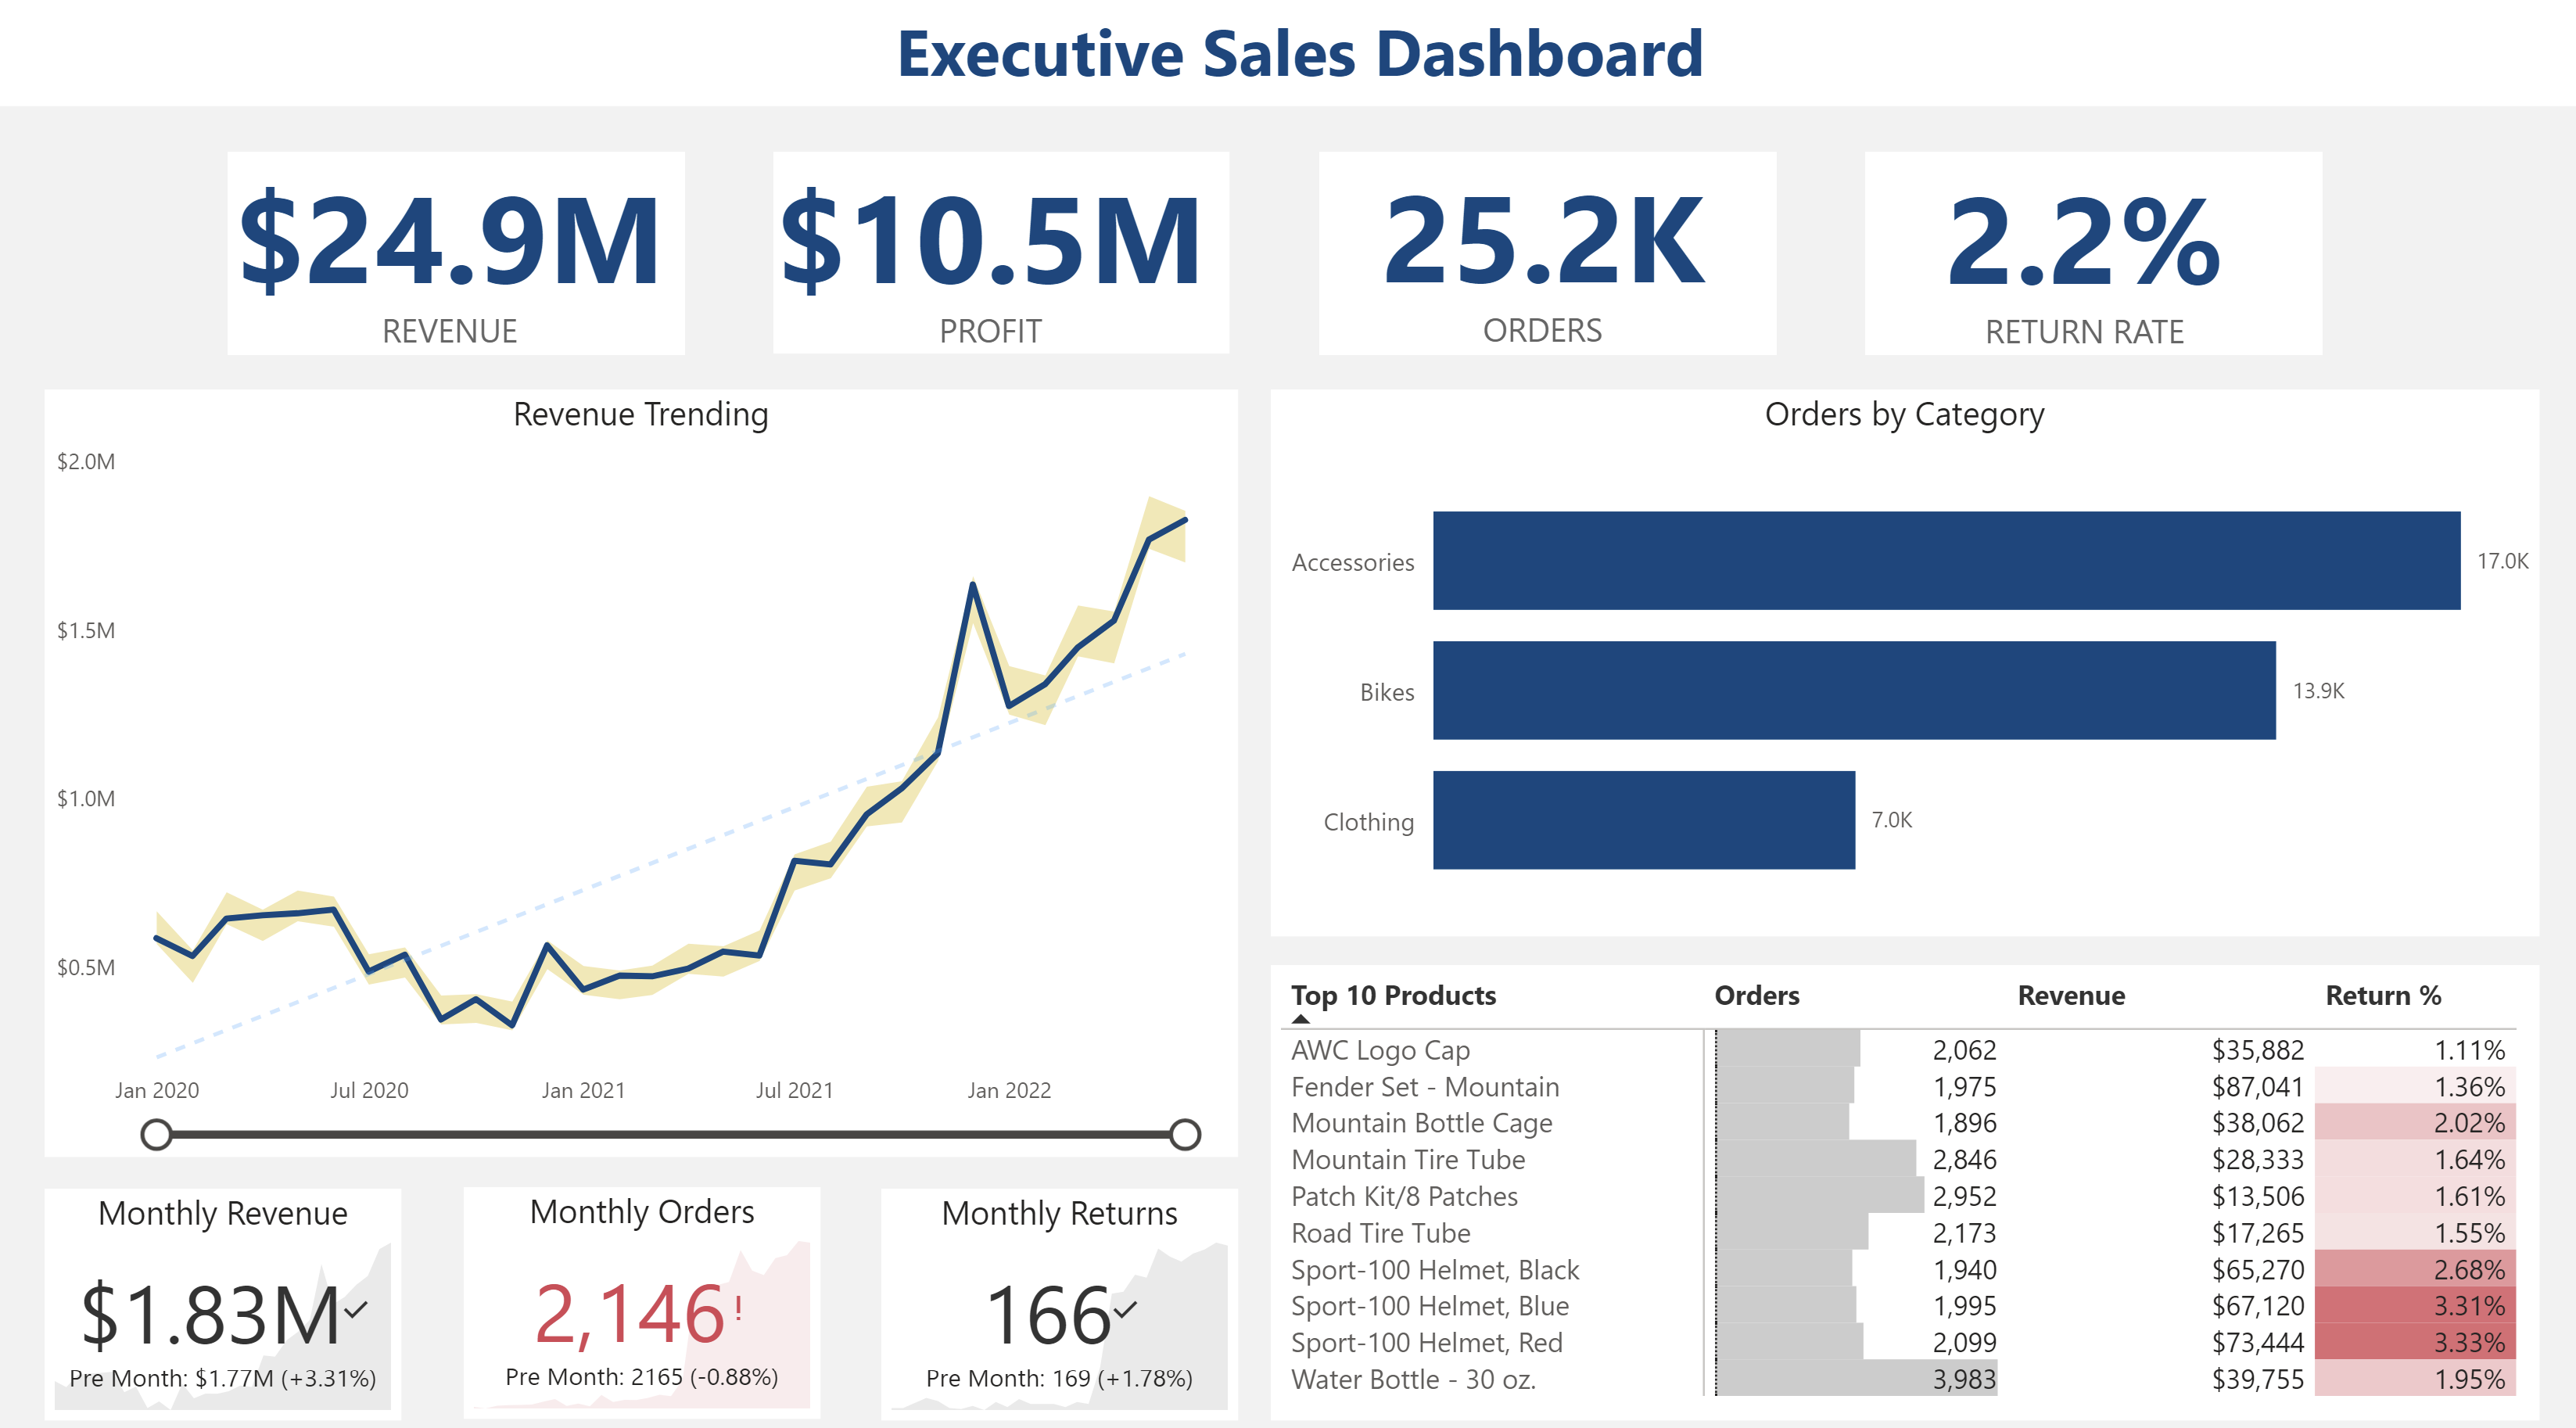 Executive Sales Dashboard
$24.9M
REVENUE
$10.5M
PROFIT
25.2K
ORDERS
2.2%
RETURN RATE
Revenue Trending
$2.0M
$1.5M
$1.0M
$0.5M
Jan 2020 Jul 2020 Jan 2021 Jul 2021 Jan 2022
Orders by Category
Accessories 17.0K
Bikes 13.9K
Clothing 7.0K
Monthly Revenue
$1.83M✓
Pre Month: $1.77M (+3.31%)
Monthly Orders
2,146!
Pre Month: 2165 (-0.88%)
Monthly Returns
166✓
Pre Month: 169 (+1.78%)
Top 10 Products Orders Revenue Return %
AWC Logo Cap 2,062 $35,882 1.11%
Fender Set - Mountain 1,975 $87,041 1.36%
Mountain Bottle Cage 1,896 $38,062 2.02%
Mountain Tire Tube 2,846 $28,333 1.64%
Patch Kit/8 Patches 2,952 $13,506 1.61%
Road Tire Tube 2,173 $17,265 1.55%
Sport-100 Helmet, Black 1,940 $65,270 2.68%
Sport-100 Helmet, Blue 1,995 $67,120 3.31%
Sport-100 Helmet, Red 2,099 $73,444 3.33%
Water Bottle - 30 oz. 3,983 $39,755 1.95%